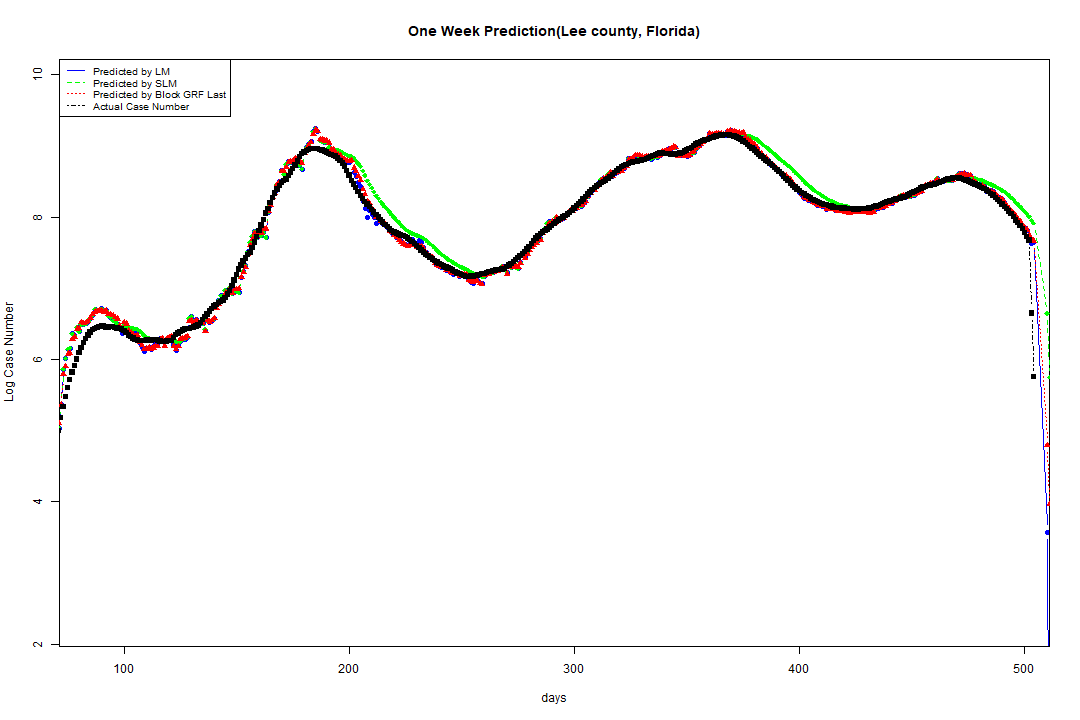 One Week Prediction(Lee county, Florida)
Predicted by LM
Predicted by SLM
Predicted by Block GRF Last
Actual Case Number
Log Case Number
10
8
6
4
2
100 200 300 400 500
days